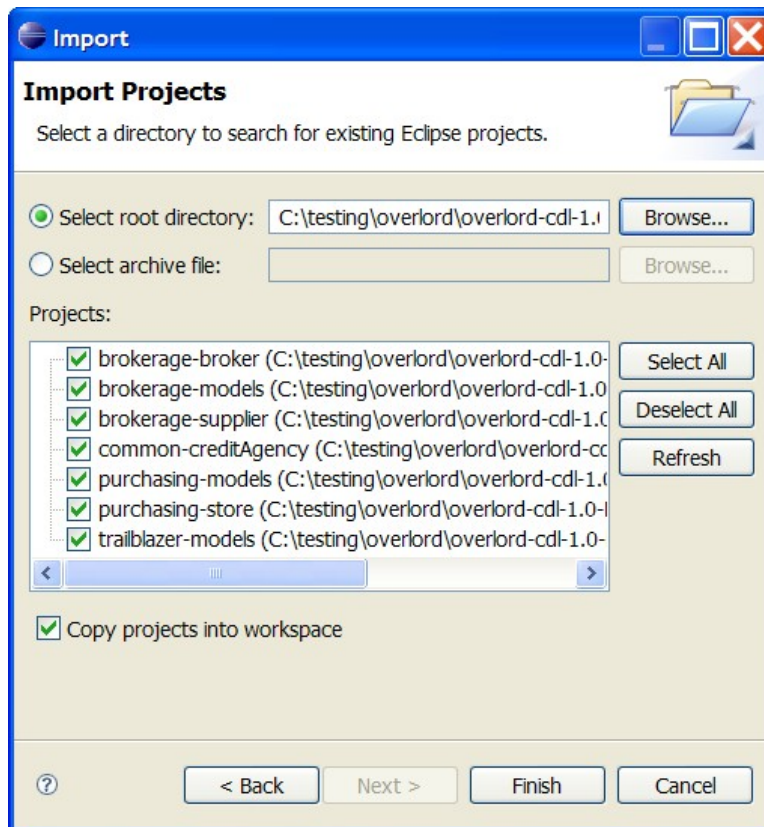 Import
Import Projects
Select a directory to search for existing Eclipse projects.
Select root directory: C:\testing\overlord\overlord-cdl-1.( Browse...
Select archive file: Browse...
Projects:
brokerage-broker (C:\testing\overlord\overlord-cdl-1.0- Select All
brokerage-models (C:\testing\overlord\overlord-cdl-1.0
brokerage-supplier (C:\testing\overlord\overlord-cdl-1.( Deselect All
common-creditAgency (C:\testing\overlord\overlord-cc Refresh
purchasing-models (C:\testing\overlord\overlord-cdl-1.(
purchasing-store (C:\testing\overlord\overlord-cdl-1.0-
trailblazer-models (C:\testing\overlord\overlord-cdl-1.0-
Copy projects into workspace
? < Back Next > Finish Cancel